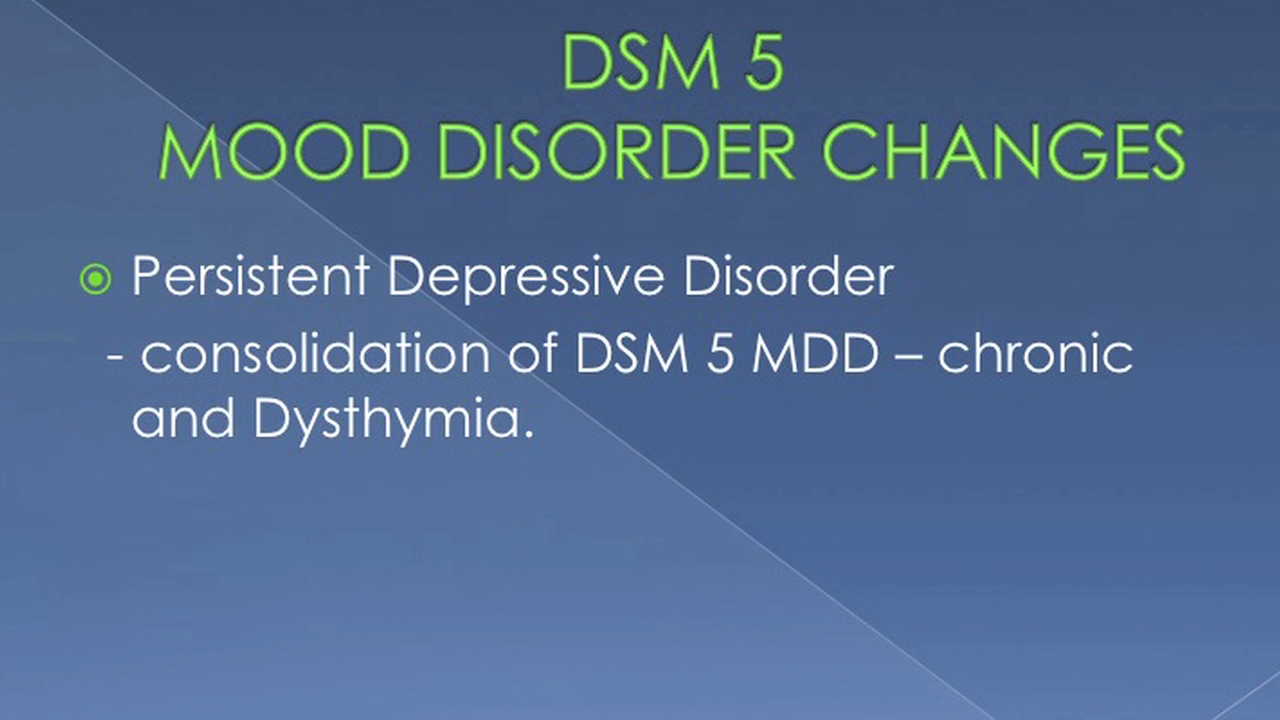 DSM 5
MOOD DISORDER CHANGES
Persistent Depressive Disorder
- consolidation of DSM 5 MDD – chronic
and Dysthymia.